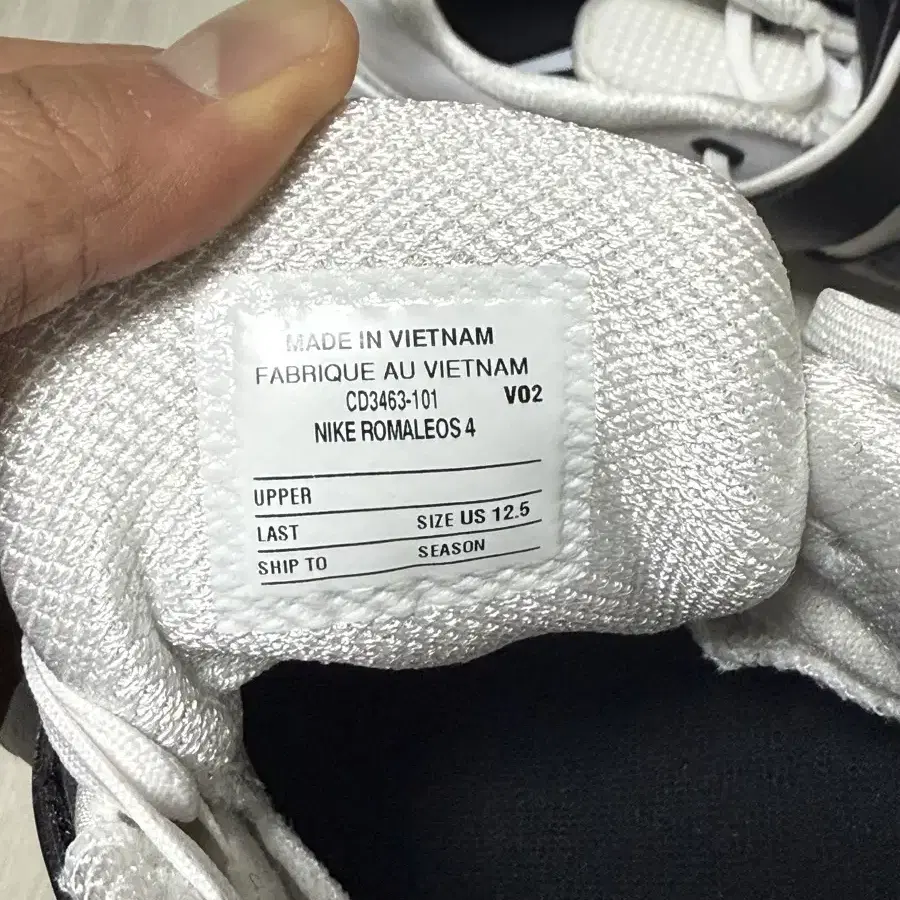 MADE IN VIETNAM
FABRIQUE AU VIETNAM
CD3463-101 V02
NIKE ROMALEOS 4
UPPER
LAST SIZE US 12.5
SHIP TO SEASON